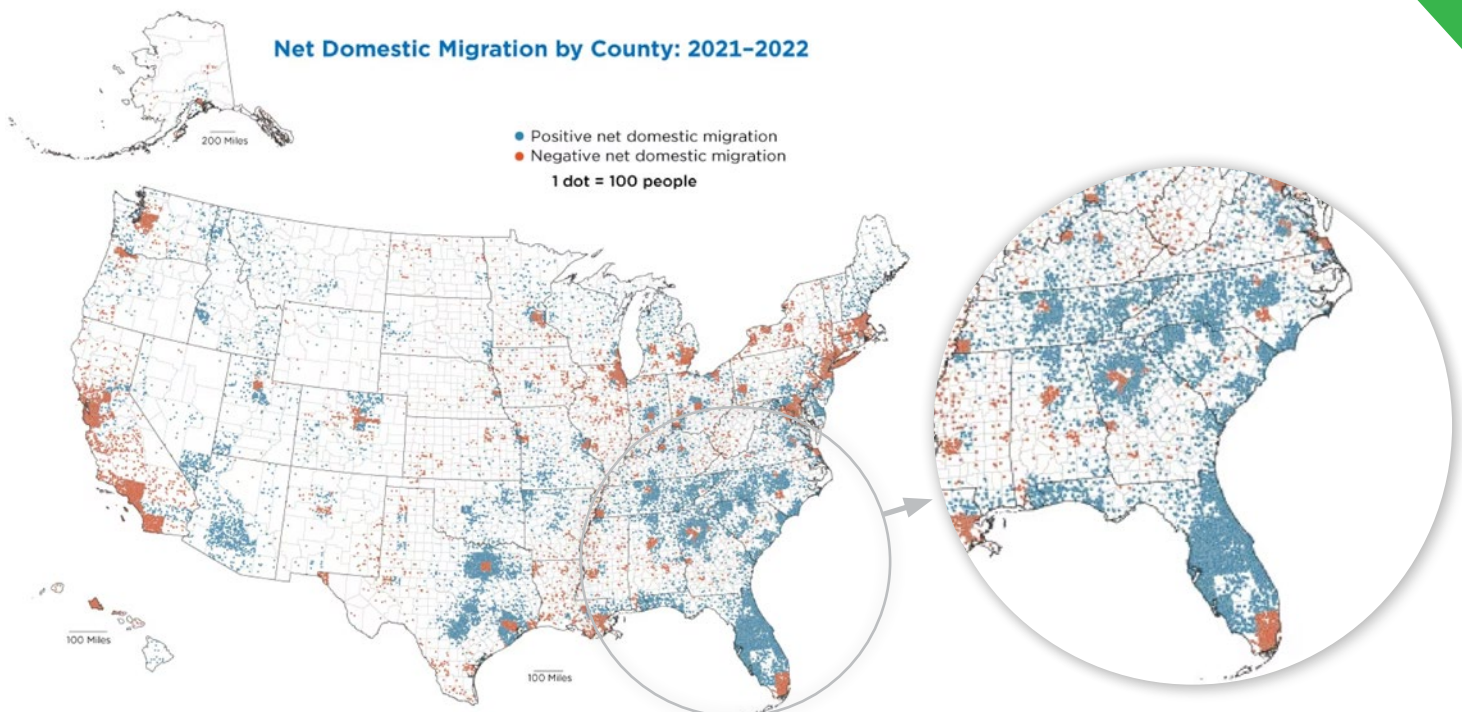 Net Domestic Migration by County: 2021–2022
200 Miles
Positive net domestic migration
Negative net domestic migration
1 dot = 100 people
100 Miles
100 Miles